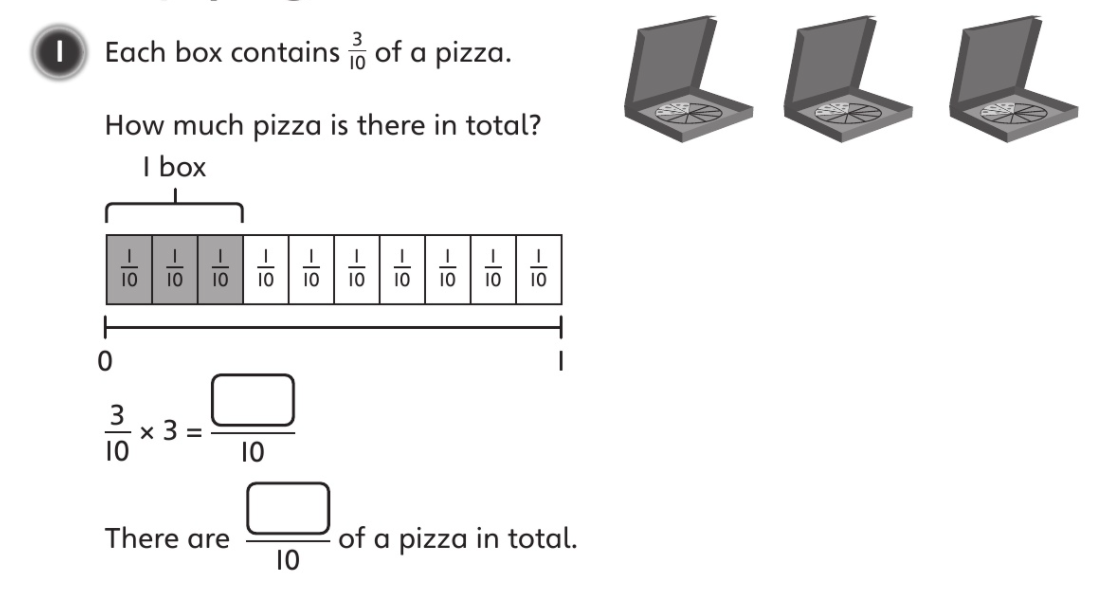 1 Each box contains 3/10 of a pizza.
How much pizza is there in total?
1 box
1/10 1/10 1/10 1/10 1/10 1/10 1/10 1/10 1/10 1/10
0 1
3/10 × 3 = □/10
There are □/10 of a pizza in total.